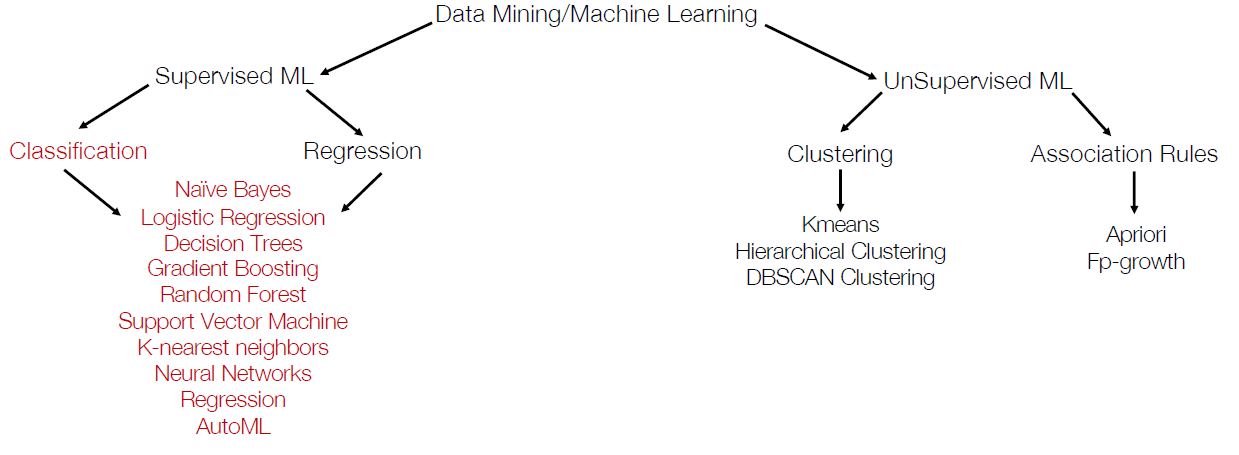 Data Mining/Machine Learning
Supervised ML
UnSupervised ML
Classification
Regression
Clustering
Association Rules
Naïve Bayes
Logistic Regression
Decision Trees
Gradient Boosting
Random Forest
Support Vector Machine
K-nearest neighbors
Neural Networks
Regression
AutoML
Kmeans
Hierarchical Clustering
DBSCAN Clustering
Apriori
Fp-growth